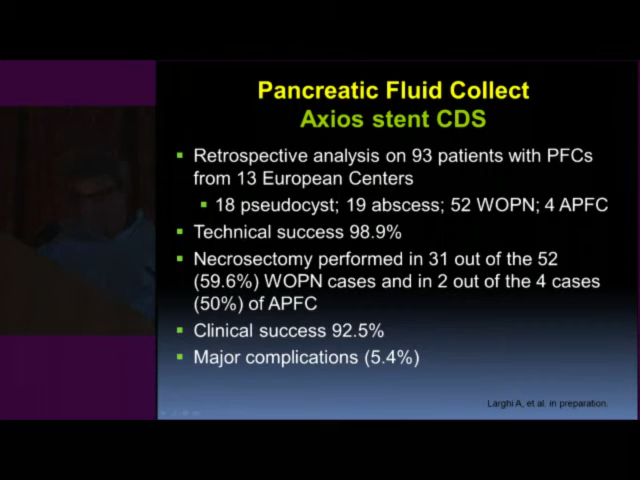 Pancreatic Fluid Collect
Axios stent CDS
Retrospective analysis on 93 patients with PFCs
from 13 European Centers
18 pseudocyst; 19 abscess; 52 WOPN; 4 APFC
Technical success 98.9%
Necrosectomy performed in 31 out of the 52
(59.6%) WOPN cases and in 2 out of the 4 cases
(50%) of APFC
Clinical success 92.5%
Major complications (5.4%)
Larghi A, et al. in preparation.